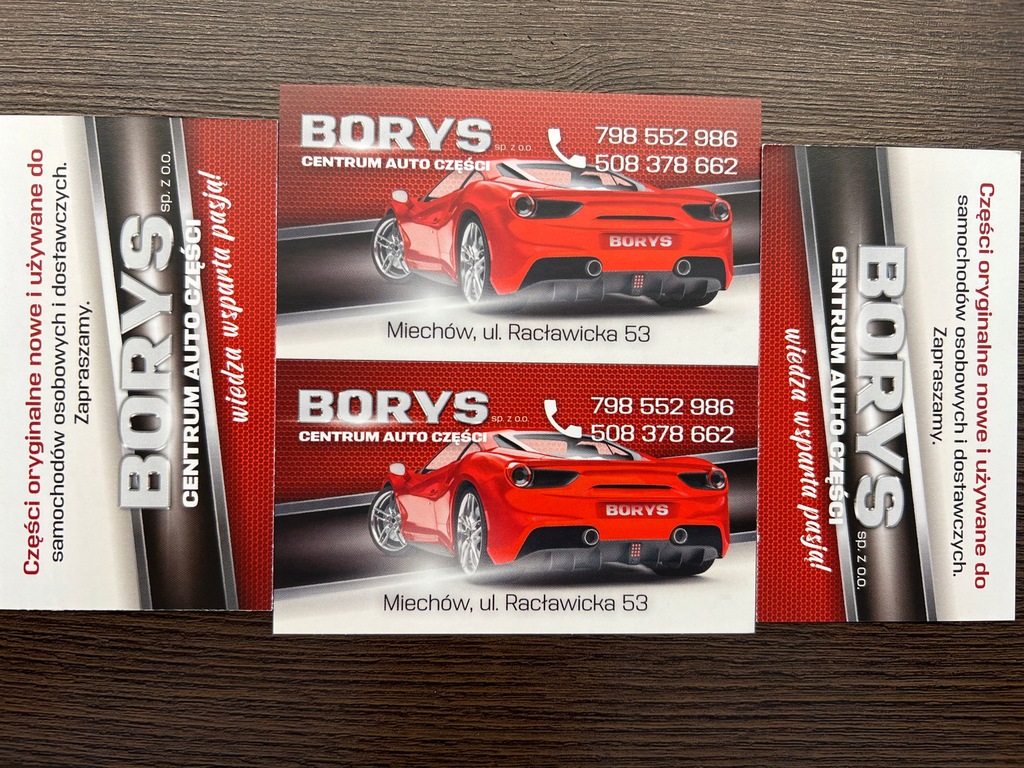 Części oryginalne nowe i używane do
samochodów osobowych i dostawczych.
Zapraszamy.
BORYS sp. z o.o.
CENTRUM AUTO CZĘŚCI
wiedza wsparta pasją!
BORYS sp. z o.o.
CENTRUM AUTO CZĘŚCI
798 552 986
508 378 662
BORYS
Miechów, ul. Racławicka 53
BORYS sp. z o.o.
CENTRUM AUTO CZĘŚCI
798 552 986
508 378 662
BORYS
Miechów, ul. Racławicka 53
Części oryginalne nowe i używane do
samochodów osobowych i dostawczych.
Zapraszamy.
BORYS sp. z o.o.
CENTRUM AUTO CZĘŚCI
wiedza wsparta pasją!